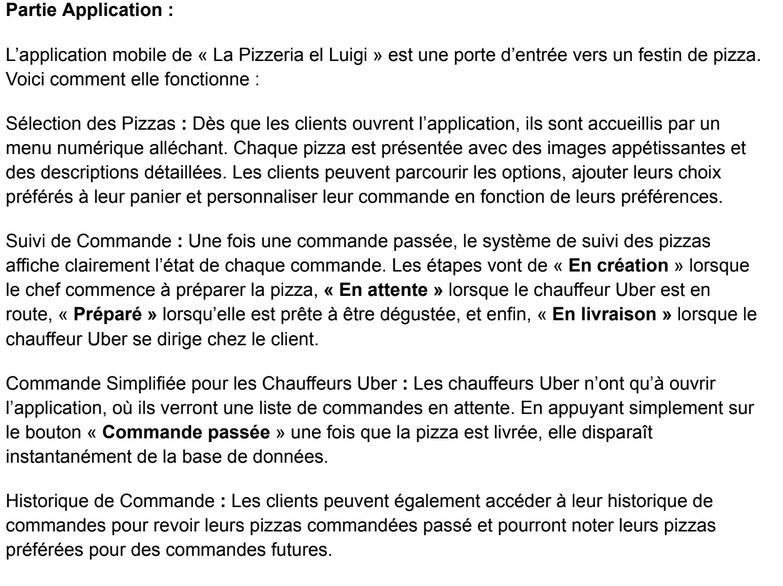 Partie Application :
L’application mobile de « La Pizzeria el Luigi » est une porte d’entrée vers un festin de pizza.
Voici comment elle fonctionne :
Sélection des Pizzas : Dès que les clients ouvrent l’application, ils sont accueillis par un
menu numérique alléchant. Chaque pizza est présentée avec des images appétissantes et
des descriptions détaillées. Les clients peuvent parcourir les options, ajouter leurs choix
préférés à leur panier et personnaliser leur commande en fonction de leurs préférences.
Suivi de Commande : Une fois une commande passée, le système de suivi des pizzas
affiche clairement l’état de chaque commande. Les étapes vont de « En création » lorsque
le chef commence à préparer la pizza, « En attente » lorsque le chauffeur Uber est en
route, « Préparé » lorsqu’elle est prête à être dégustée, et enfin, « En livraison » lorsque le
chauffeur Uber se dirige chez le client.
Commande Simplifiée pour les Chauffeurs Uber : Les chauffeurs Uber n’ont qu’à ouvrir
l’application, où ils verront une liste de commandes en attente. En appuyant simplement sur
le bouton « Commande passée » une fois que la pizza est livrée, elle disparaît
instantanément de la base de données.
Historique de Commande : Les clients peuvent également accéder à leur historique de
commandes pour revoir leurs pizzas commandées passé et pourront noter leurs pizzas
préférées pour des commandes futures.